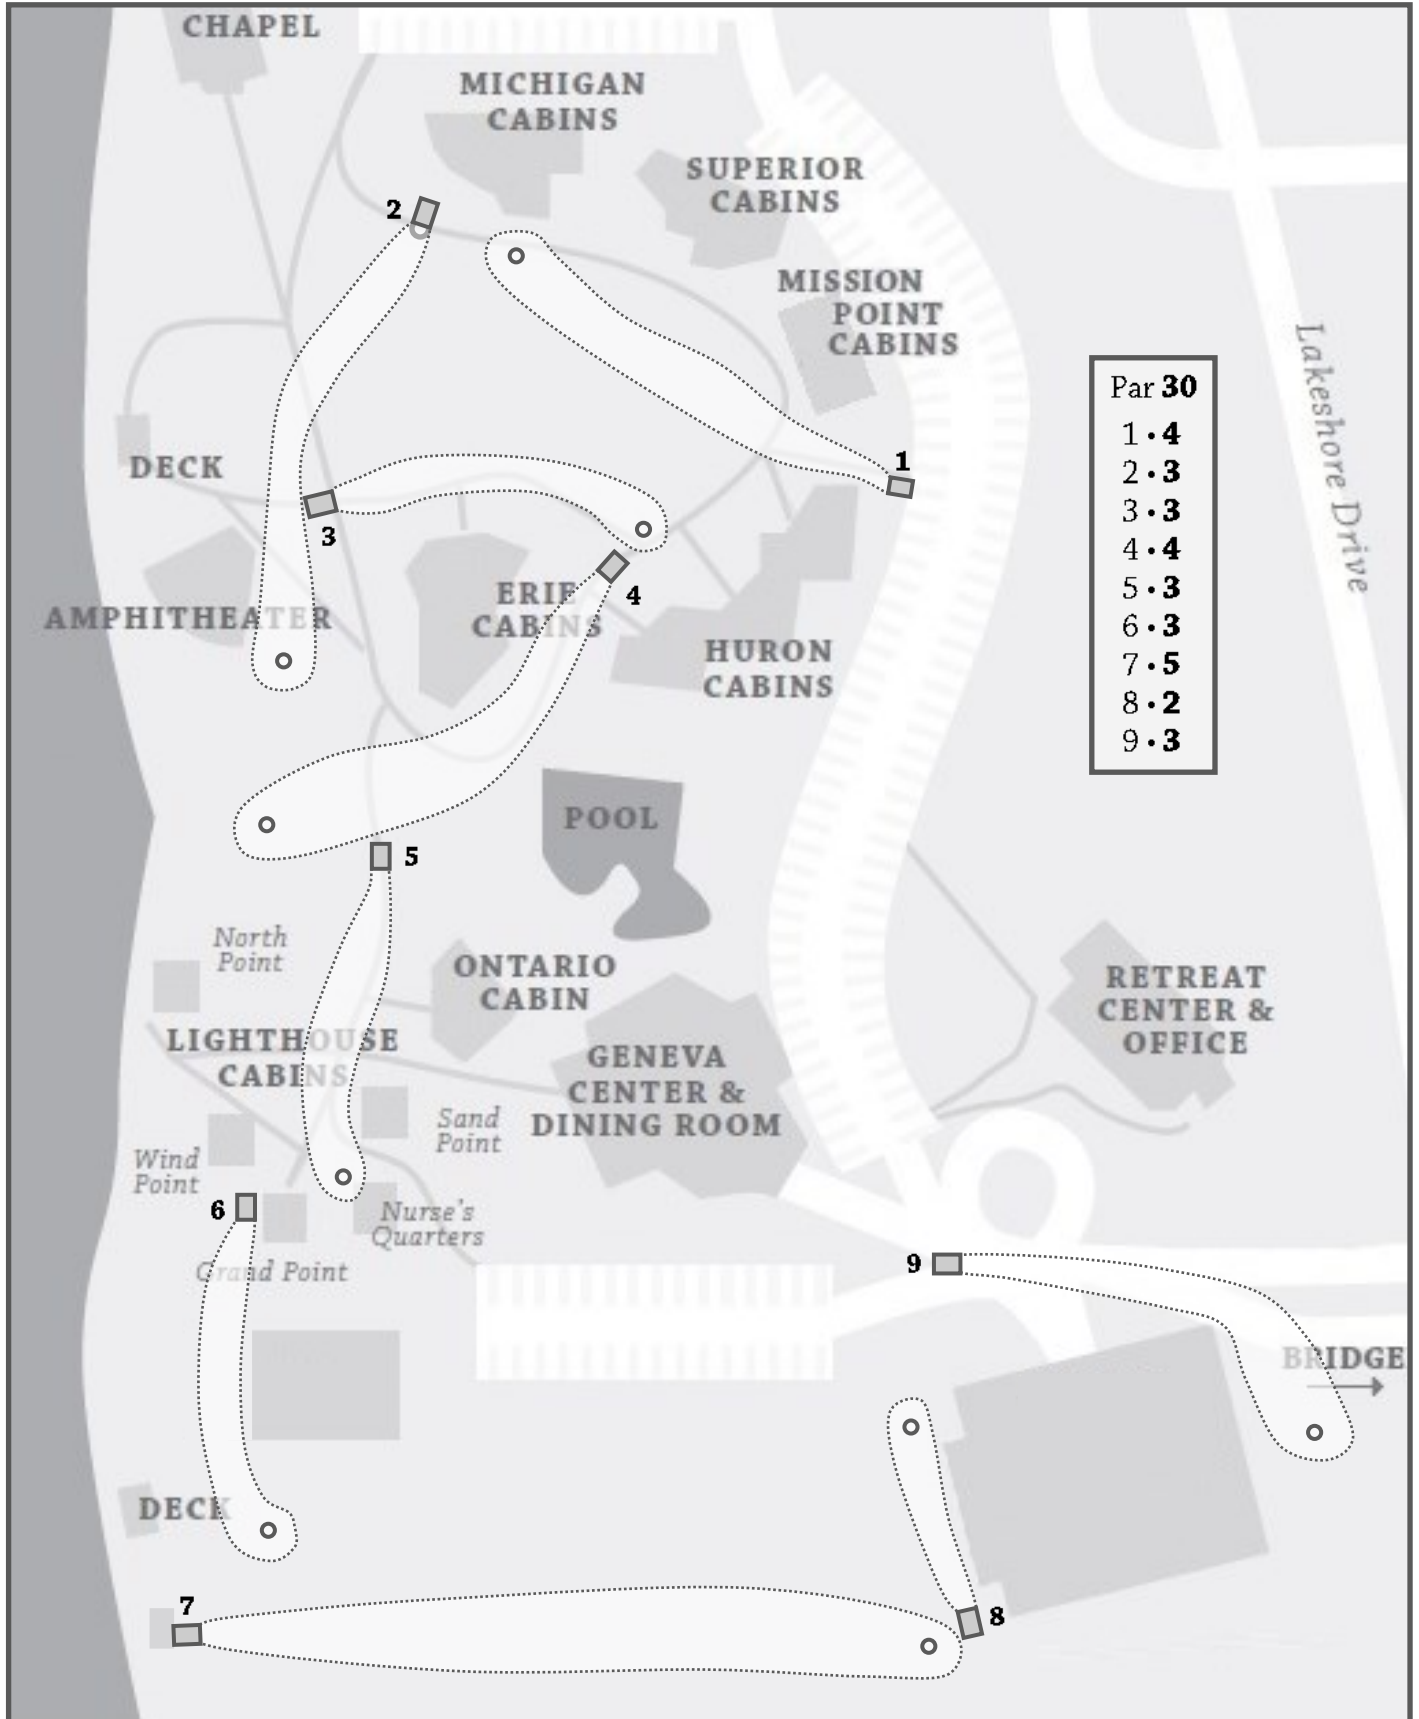 CHAPEL
MICHIGAN
CABINS
SUPERIOR
CABINS
2
MISSION
POINT
CABINS
Lakeshore Drive
Par 30
1 • 4
2 • 3
3 • 3
4 • 4
5 • 3
6 • 3
7 • 5
8 • 2
9 • 3
1
DECK
3
ERIE
CABINS
4
AMPHITHEATER
HURON
CABINS
POOL
5
North
Point
ONTARIO
CABIN
RETREAT
CENTER &
OFFICE
LIGHTHOUSE
CABINS
GENEVA
CENTER &
DINING ROOM
Sand
Point
Wind
Point
6
Nurse's
Quarters
Grand Point
9
BRIDGE
DECK
7
8